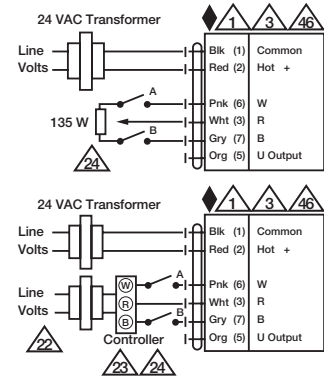 24 VAC Transformer
1 3 46
Line
Volts
Blk (1) Common
Red (2) Hot +
A
Pnk (6) W
135 W
Wht (3) R
B
Gry (7) B
Org (5) U Output
24
24 VAC Transformer
1 3 46
Line
Volts
Blk (1) Common
Red (2) Hot +
A
W
Pnk (6) W
Line
Volts
R
Wht (3) R
B
B
Gry (7) B
Org (5) U Output
22
Controller
23 24